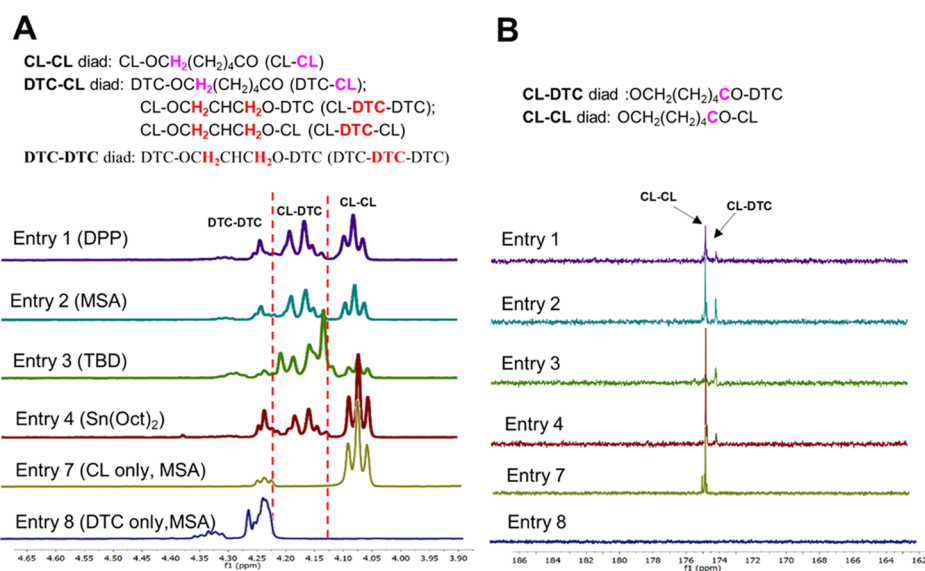 A
CL-CL diad: CL-OCH₂(CH₂)₄CO (CL-CL)
DTC-CL diad: DTC-OCH₂(CH₂)₄CO (DTC-CL);
CL-OCH₂CHCH₂O-DTC (CL-DTC-DTC);
CL-OCH₂CHCH₂O-CL (CL-DTC-CL)
DTC-DTC diad: DTC-OCH₂CHCH₂O-DTC (DTC-DTC-DTC)
DTC-DTC
CL-DTC
CL-CL
Entry 1 (DPP)
Entry 2 (MSA)
Entry 3 (TBD)
Entry 4 (Sn(Oct)₂)
Entry 7 (CL only, MSA)
Entry 8 (DTC only,MSA)
4.65 4.60 4.55 4.50 4.45 4.40 4.35 4.30 4.25 4.20 4.15 4.10 4.05 4.00 3.95 3.90
f1 (ppm)
B
CL-DTC diad :OCH₂(CH₂)₄CO-DTC
CL-CL diad: OCH₂(CH₂)₄CO-CL
CL-CL
CL-DTC
Entry 1
Entry 2
Entry 3
Entry 4
Entry 7
Entry 8
186 184 182 180 178 176 174 172 170 168 166 164 162
f1 (ppm)